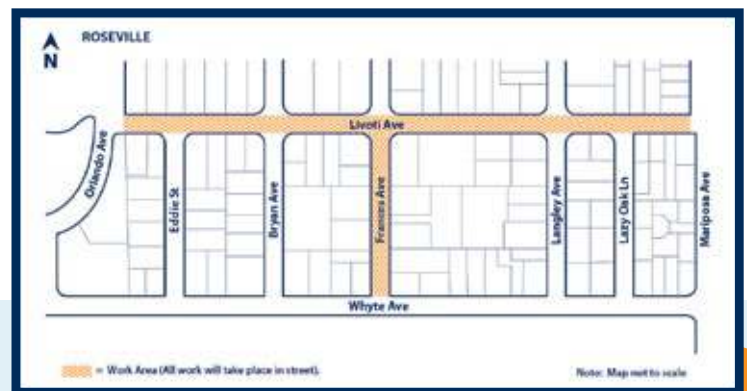 ROSEVILLE
N
Livoti Ave
Orlando Ave
Eddie St
Bryan Ave
Frances Ave
Langley Ave
Lazy Oak Ln
Mariposa Ave
Whyte Ave
= Work Area (All work will take place in street).
Note: Map not to scale